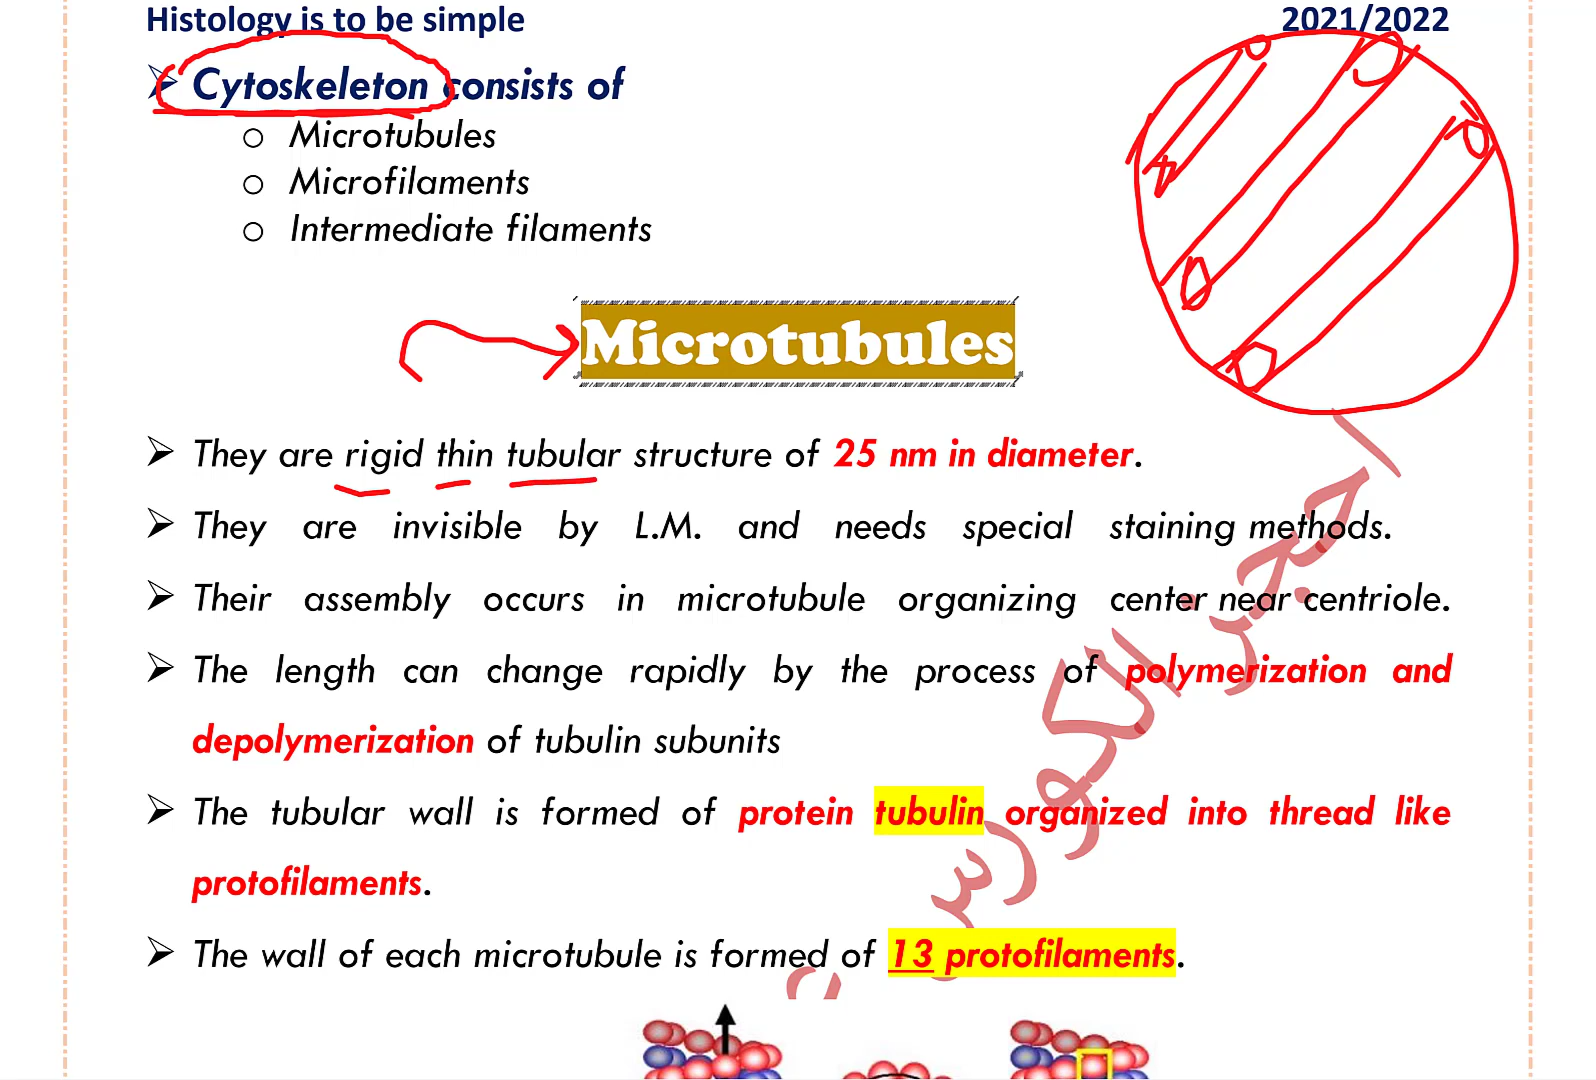 Histology is to be simple 2021/2022
➢ Cytoskeleton consists of
o Microtubules
o Microfilaments
o Intermediate filaments
Microtubules
➢ They are rigid thin tubular structure of 25 nm in diameter.
➢ They are invisible by L.M. and needs special staining methods.
➢ Their assembly occurs in microtubule organizing center near centriole.
➢ The length can change rapidly by the process of polymerization and
depolymerization of tubulin subunits
➢ The tubular wall is formed of protein tubulin organized into thread like
protofilaments.
➢ The wall of each microtubule is formed of 13 protofilaments.
احجز الكورس